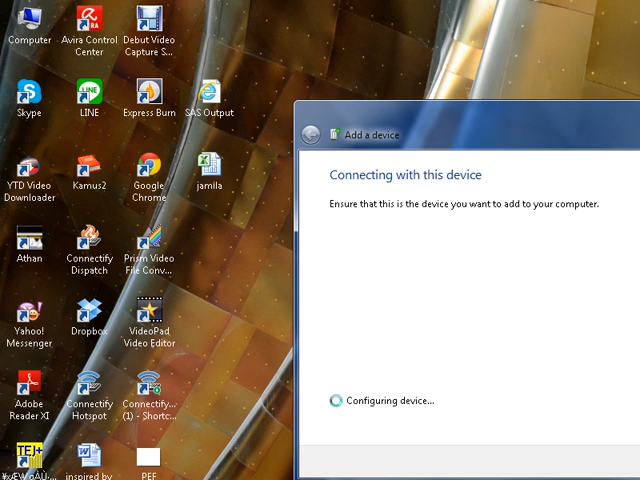 Computer
Avira Control
Center
Debut Video
Capture S...
Skype
LINE
Express Burn
SAS Output
YTD Video
Downloader
Kamus2
Google
Chrome
jamila
Athan
Connectify
Dispatch
Prism Video
File Conv...
Yahoo!
Messenger
Dropbox
VideoPad
Video Editor
Adobe
Reader XI
Connectify
Hotspot
Connectify...
(1) - Shortc...
TEJ+
inspired by
PEF
Add a device
Connecting with this device
Ensure that this is the device you want to add to your computer.
Configuring device...